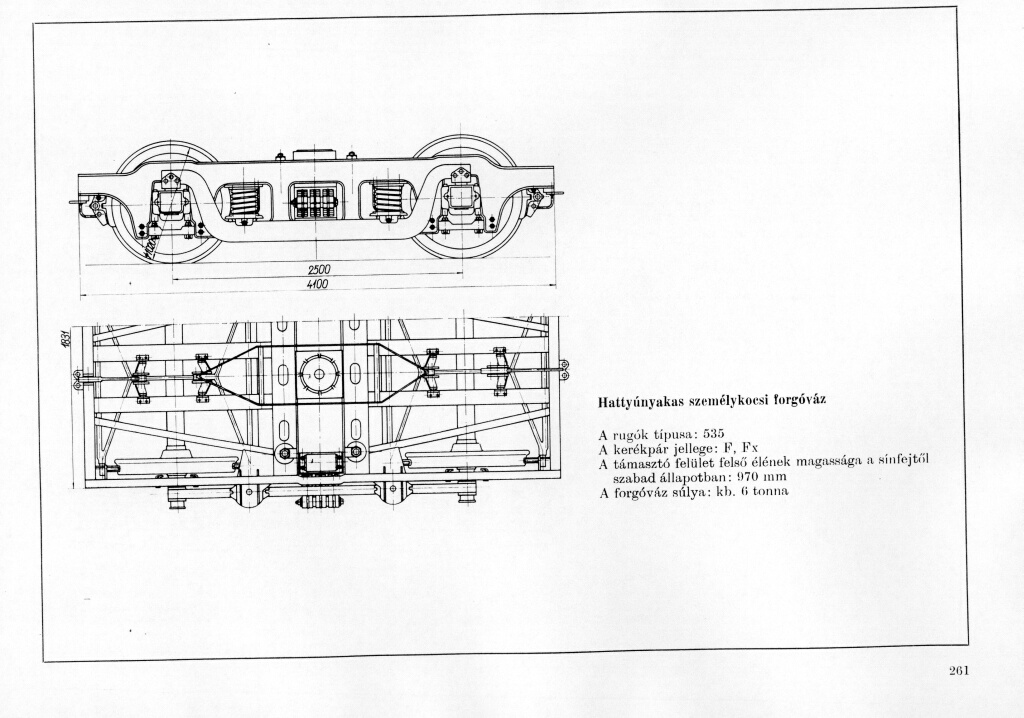 1000
2500
4100
1831
Hattyúnyakas személykocsi forgóváz
A rugók típusa: 535
A kerékpár jellege: F, Fx
A támasztó felület felső élének magassága a sínfejtől
szabad állapotban: 970 mm
A forgóváz súlya: kb. 6 tonna
261